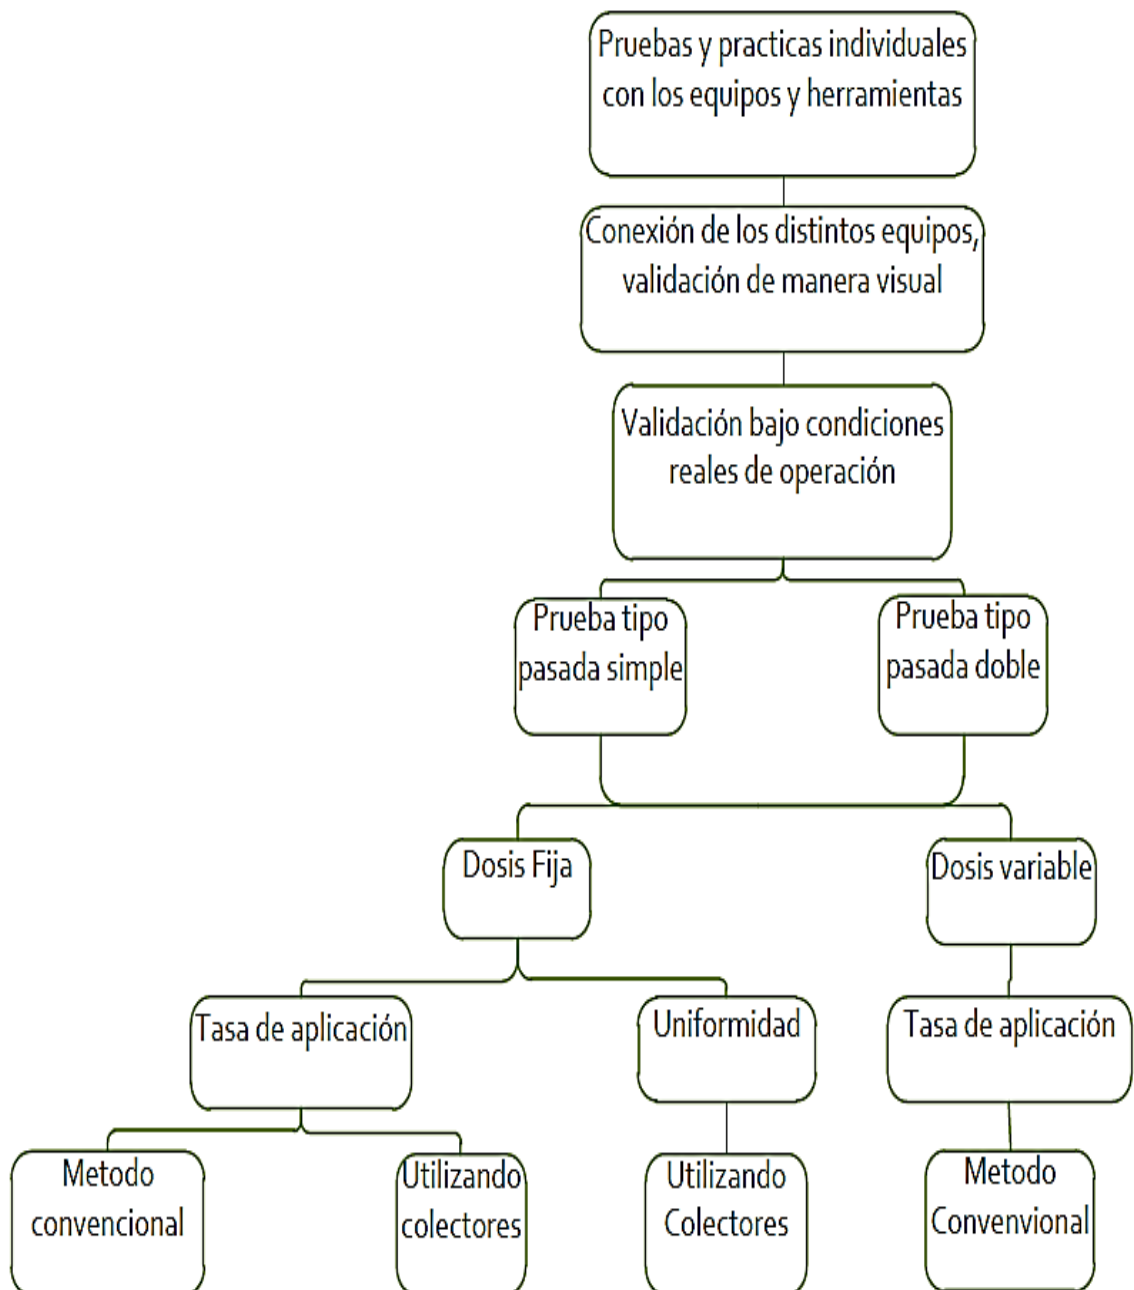 Pruebas y practicas individuales
con los equipos y herramientas
Conexión de los distintos equipos,
validación de manera visual
Validación bajo condiciones
reales de operación
Prueba tipo
pasada simple
Prueba tipo
pasada doble
Dosis Fija
Dosis variable
Tasa de aplicación
Uniformidad
Tasa de aplicación
Metodo
convencional
Utilizando
colectores
Utilizando
Colectores
Metodo
Convenvional